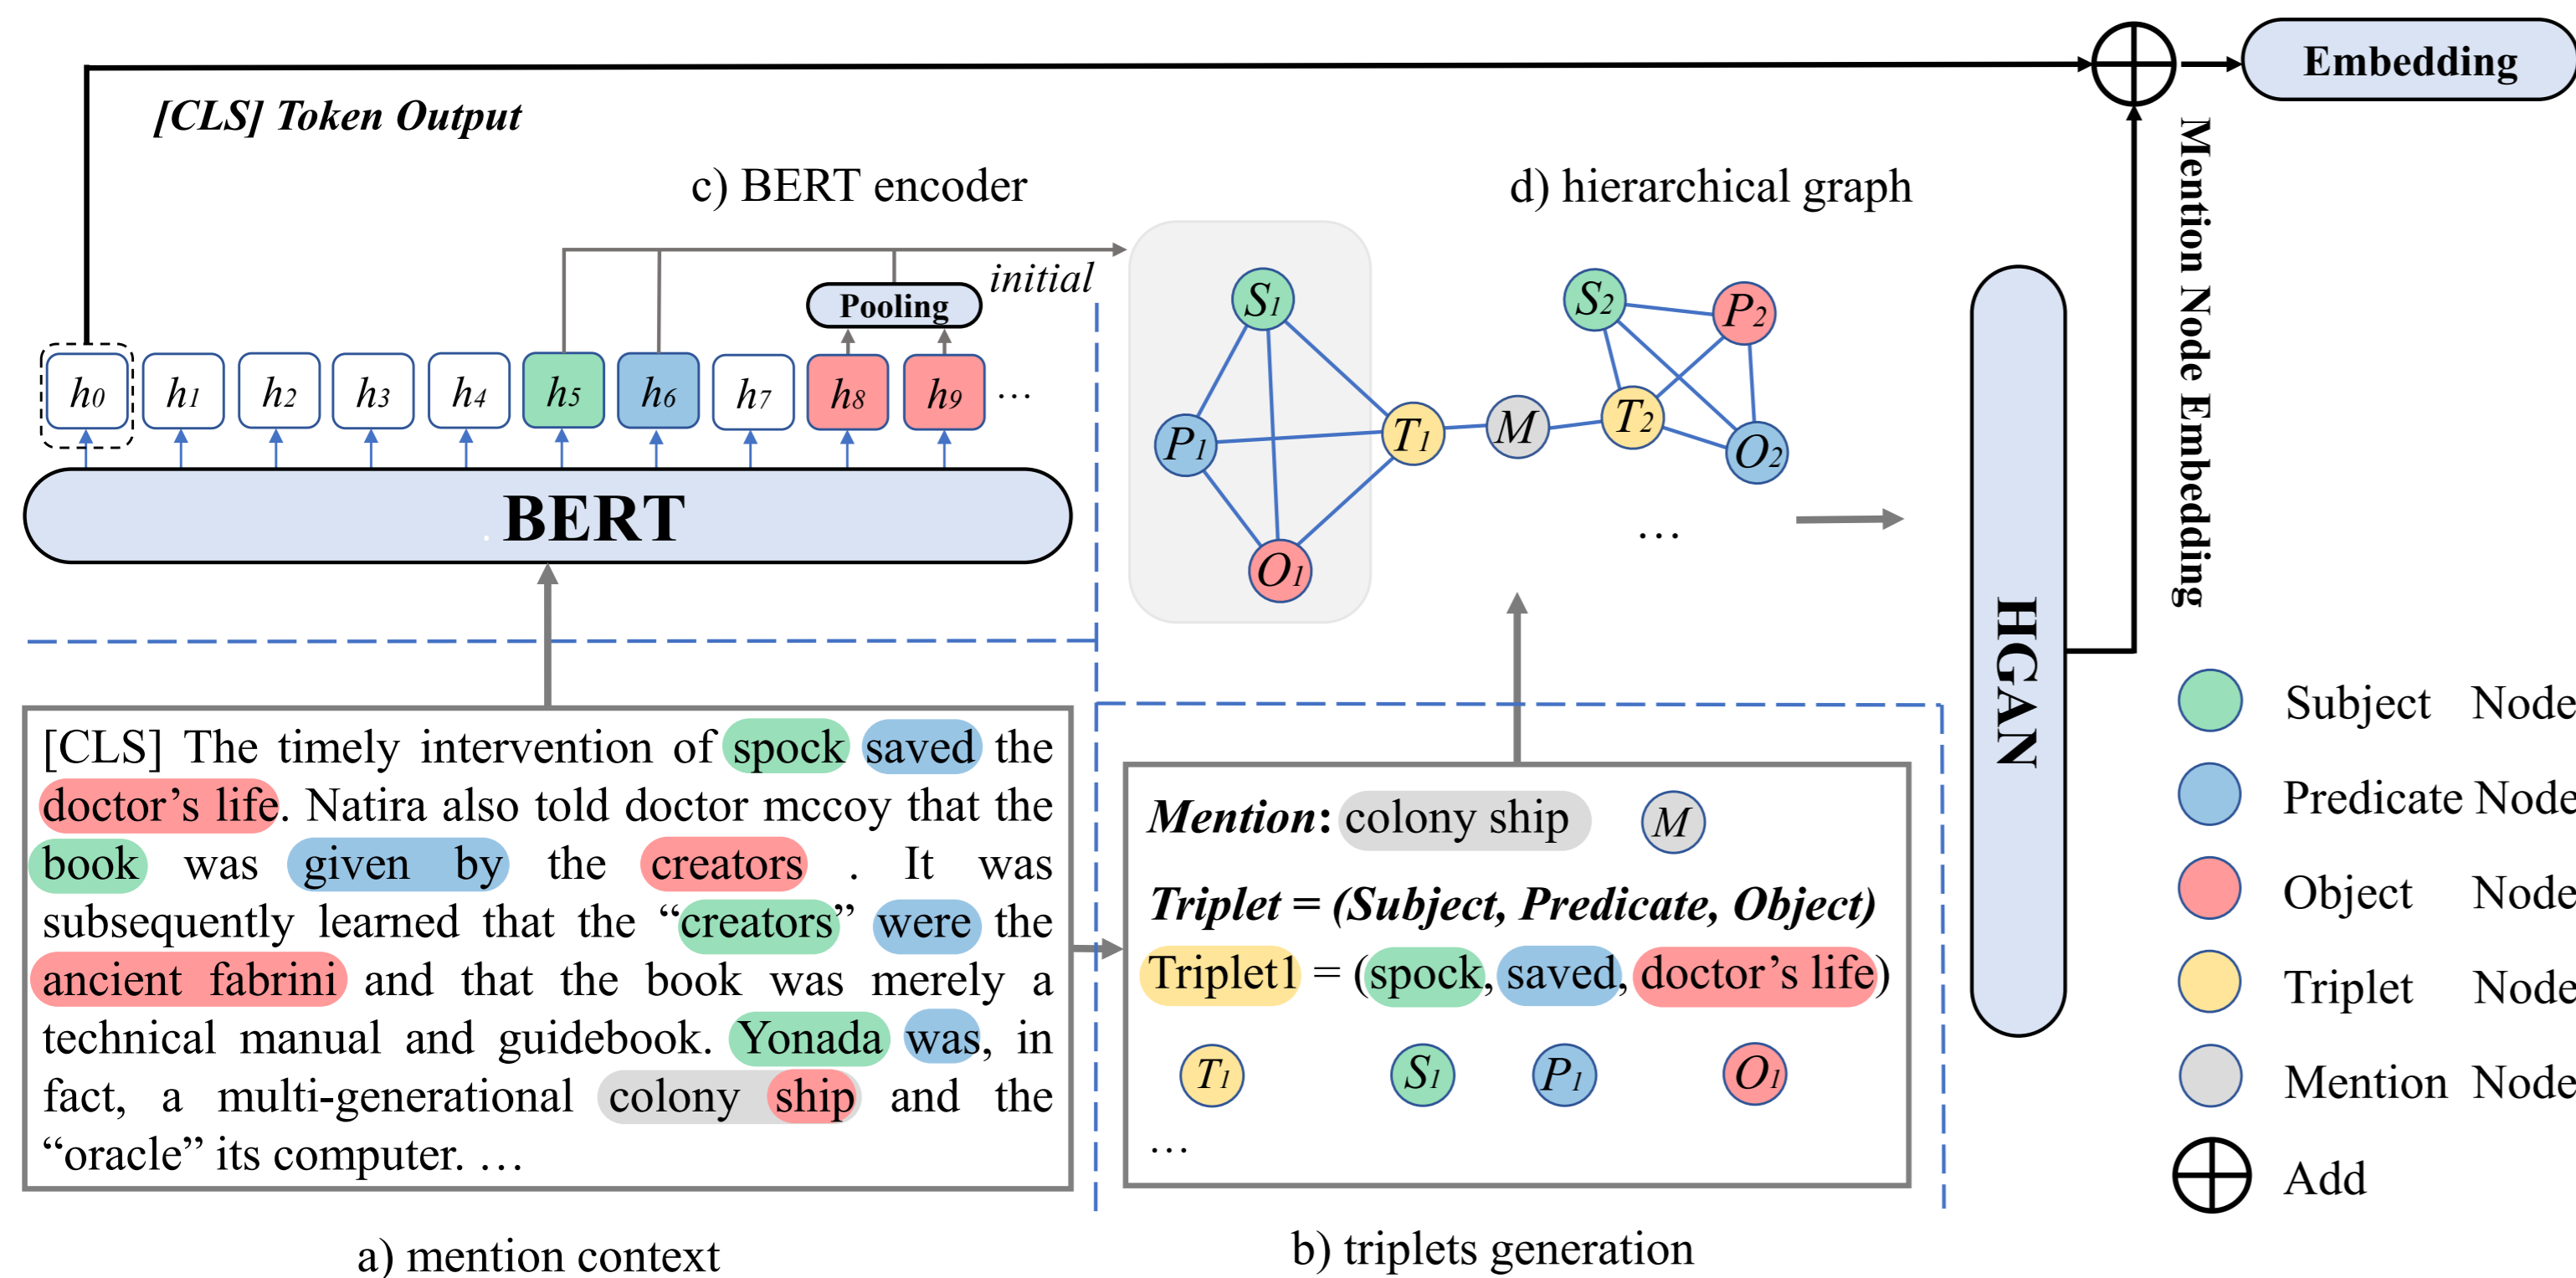 Embedding
[CLS] Token Output
Mention Node Embedding
c) BERT encoder
d) hierarchical graph
initial
Pooling
h0 h1 h2 h3 h4 h5 h6 h7 h8 h9 ...
BERT
S1
P1
T1
O1
M
S2
P2
T2
O2
...
HGAN
[CLS] The timely intervention of spock saved the
doctor’s life. Natira also told doctor mccoy that the
book was given by the creators . It was
subsequently learned that the “creators” were the
ancient fabrini and that the book was merely a
technical manual and guidebook. Yonada was, in
fact, a multi-generational colony ship and the
“oracle” its computer. …
a) mention context
Mention: colony ship M
Triplet = (Subject, Predicate, Object)
Triplet1 = (spock, saved, doctor’s life)
T1 S1 P1 O1
...
b) triplets generation
Subject Node
Predicate Node
Object Node
Triplet Node
Mention Node
Add